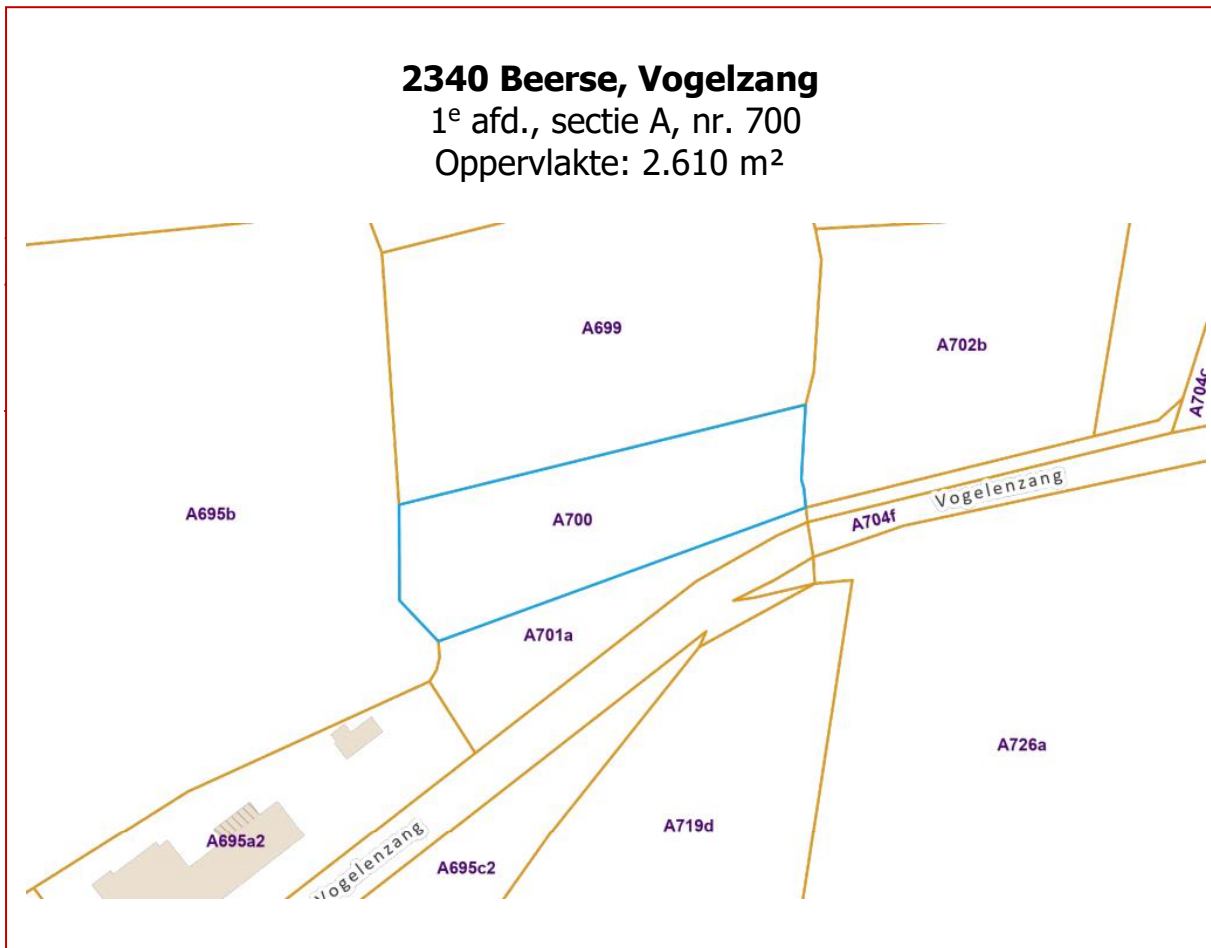 2340 Beerse, Vogelzang
1e afd., sectie A, nr. 700
Oppervlakte: 2.610 m²
A699
A702b
A704c
A695b
A700
Vogelenzang
A704f
A701a
A726a
A719d
A695a2
Vogelenzang
A695c2